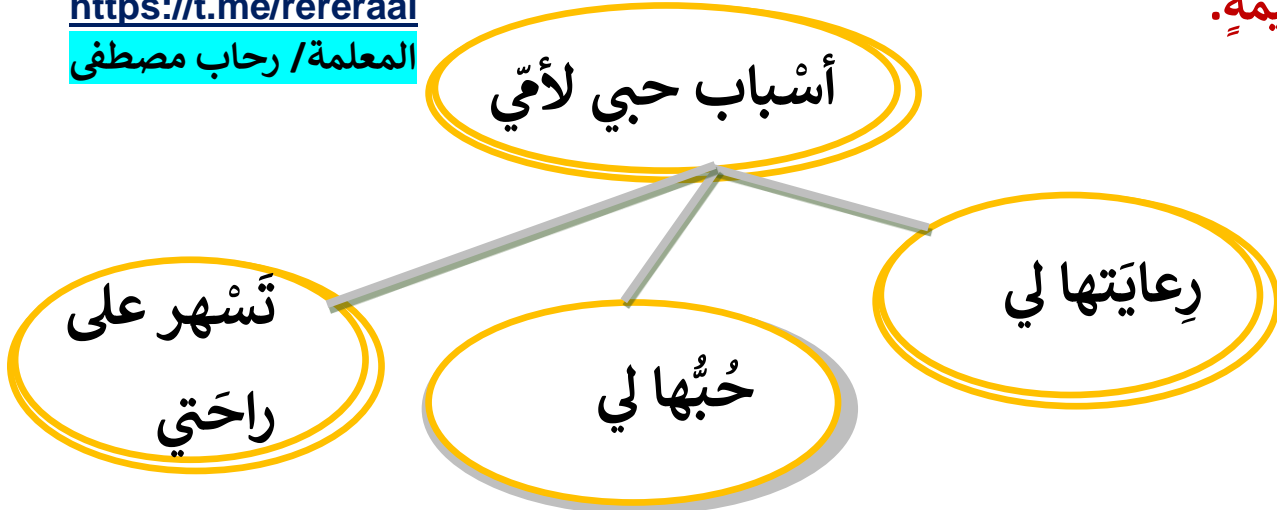 https://t.me/rereraal
المعلمة/ رحاب مصطفى
أسْباب حبي لأمّي
رِعايَتها لي
حُبُّها لي
تَسْهر على
راحَتي